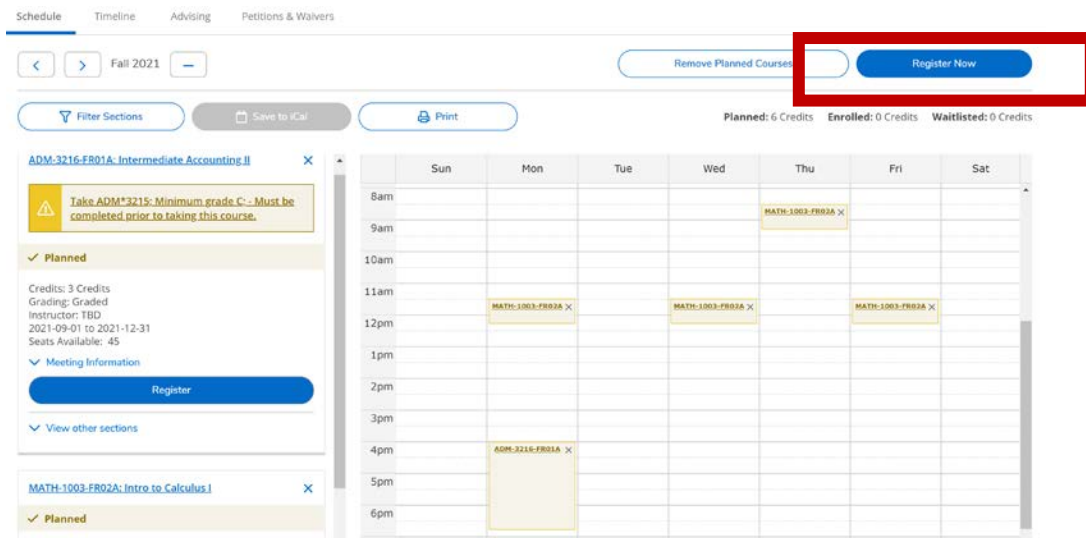 Schedule Timeline Advising Petitions & Waivers
Fall 2021
Remove Planned Courses
Register Now
Filter Sections
Save to iCal
Print
Planned: 6 Credits Enrolled: 0 Credits Waitlisted: 0 Credits
ADM-3216-FR01A: Intermediate Accounting II
Take ADM*3215; Minimum grade C; - Must be
completed prior to taking this course.
Planned
Credits: 3 Credits
Grading: Graded
Instructor: TBD
2021-09-01 to 2021-12-31
Seats Available: 45
Meeting Information
Register
View other sections
MATH-1003-FR02A: Intro to Calculus I
Planned
Sun Mon Tue Wed Thu Fri Sat
8am
MATH-1003-FR02A
9am
10am
11am
MATH-1003-FR02A MATH-1003-FR02A MATH-1003-FR02A
12pm
1pm
2pm
3pm
4pm
ADM-3216-FR01A
5pm
6pm